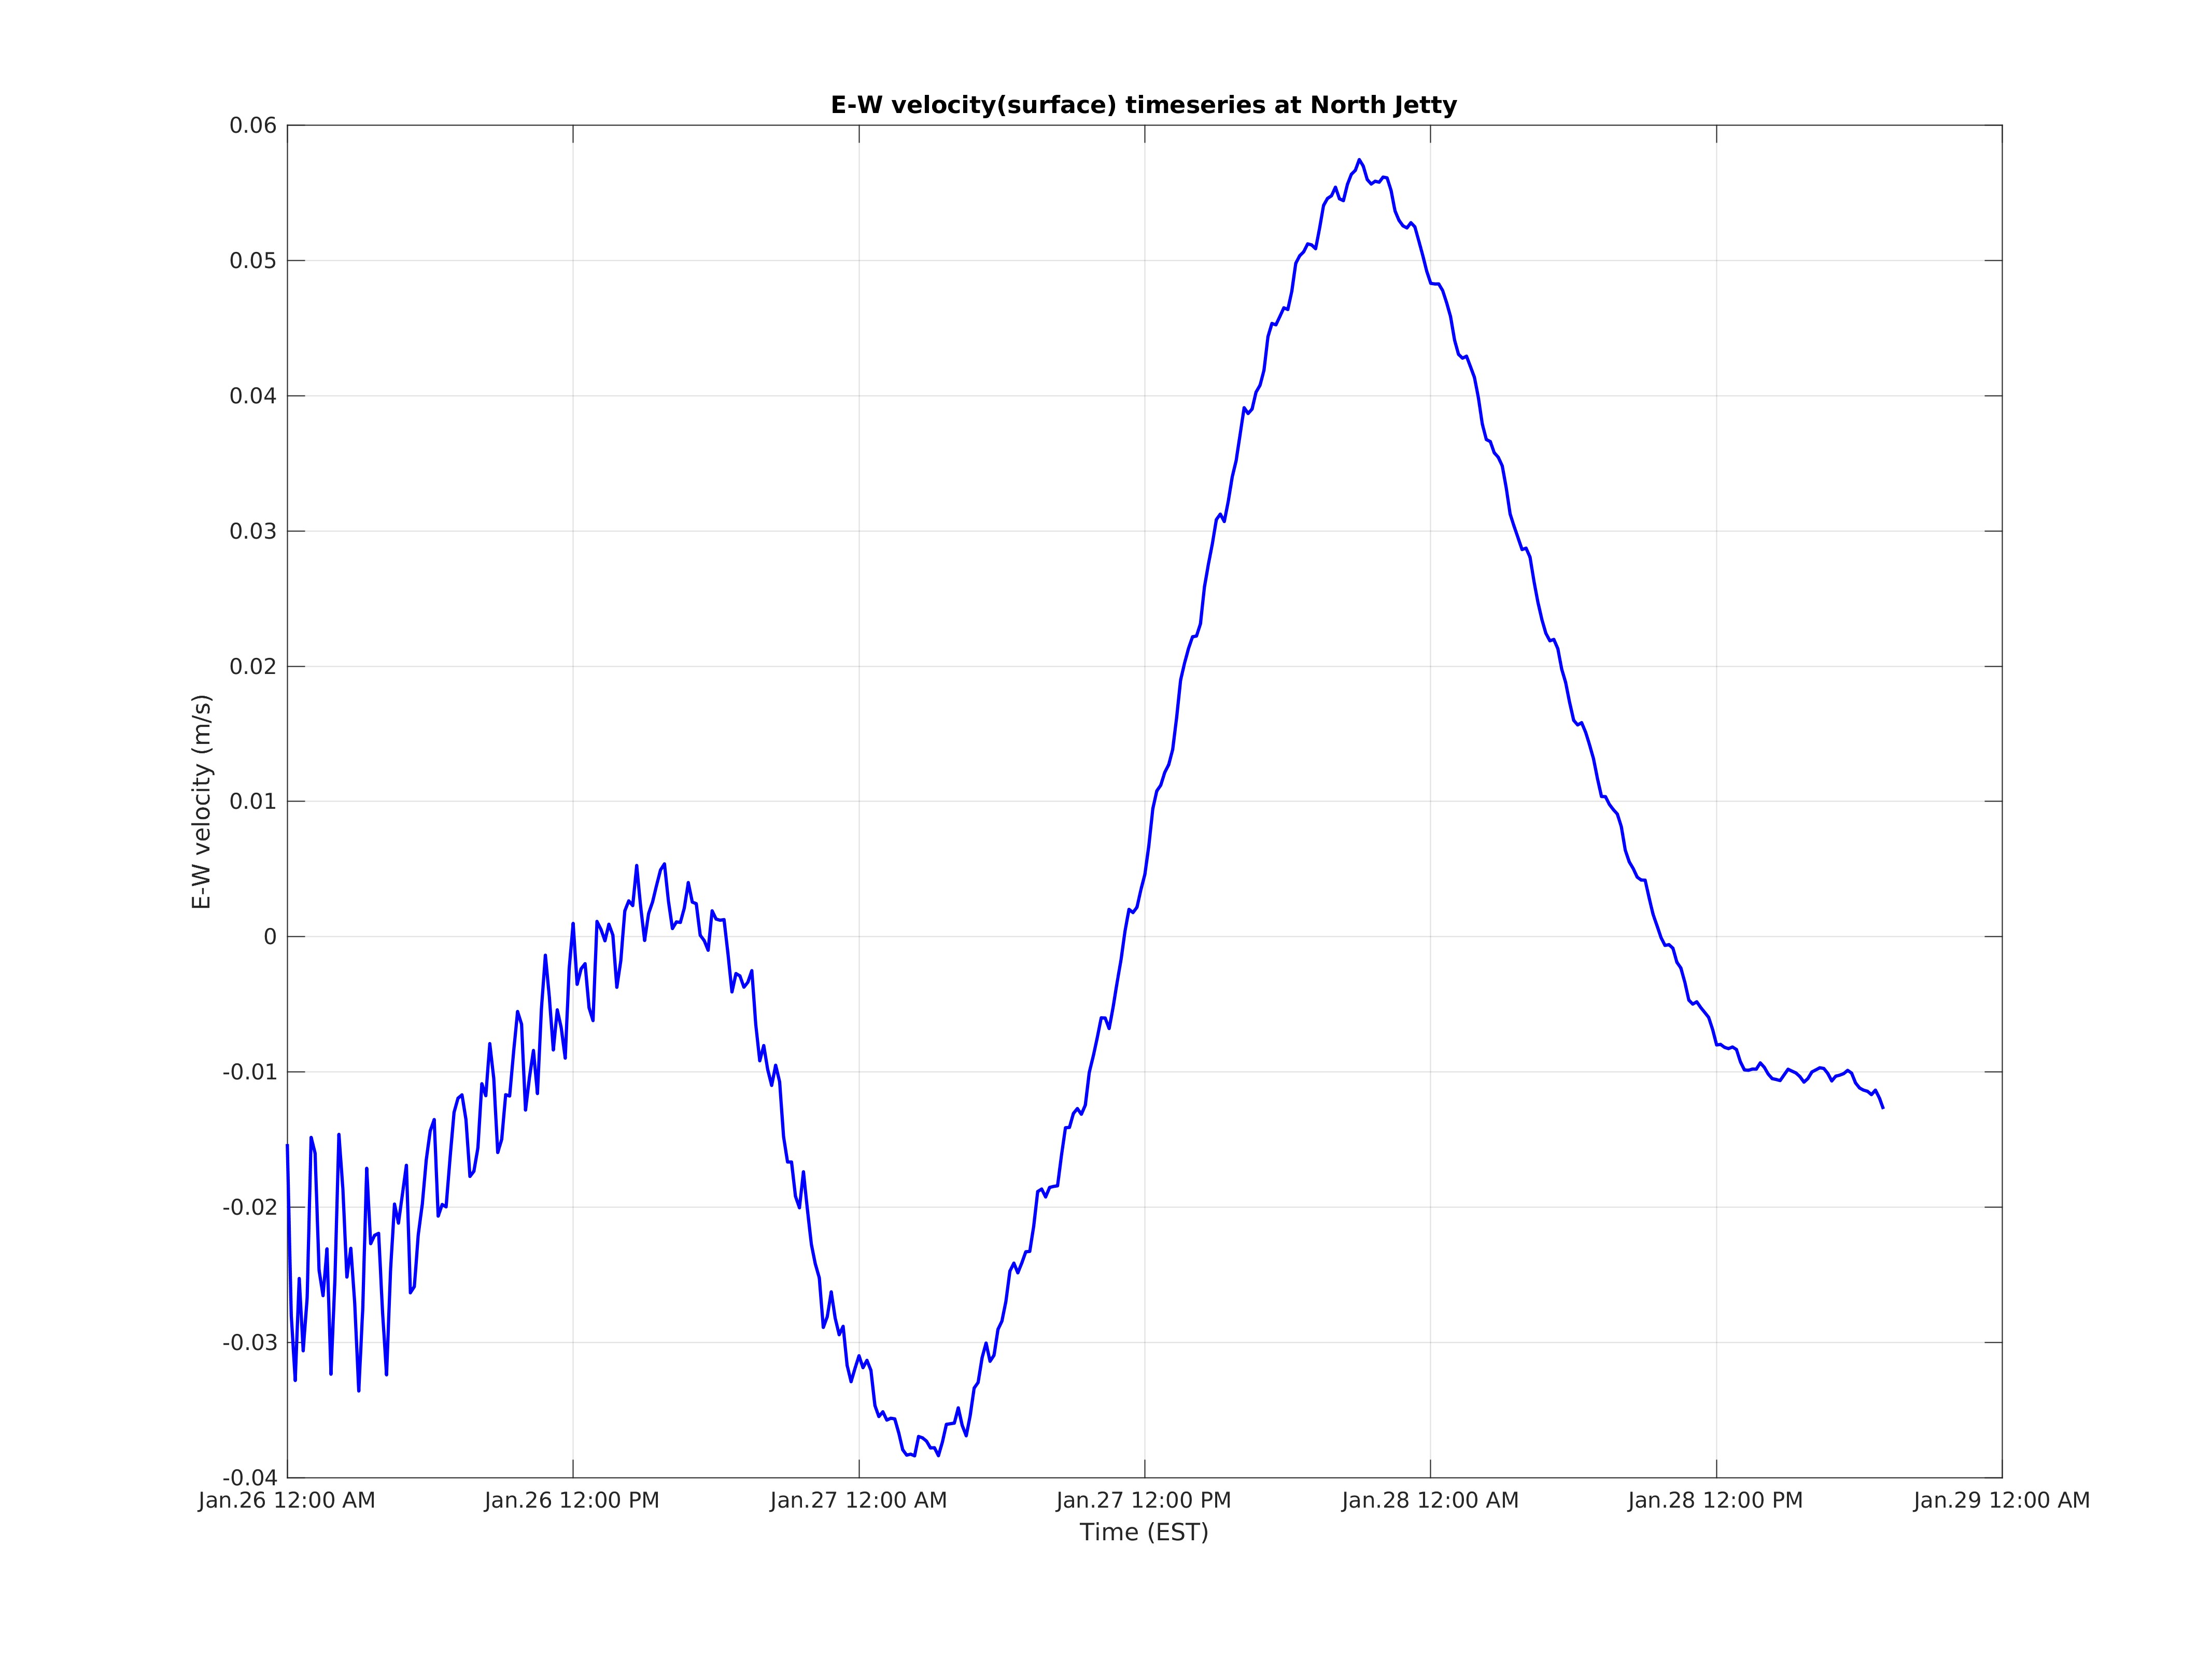 E-W velocity(surface) timeseries at North Jetty
0.06
0.05
0.04
0.03
0.02
0.01
0
-0.01
-0.02
-0.03
-0.04
E-W velocity (m/s)
Jan.26 12:00 AM Jan.26 12:00 PM Jan.27 12:00 AM Jan.27 12:00 PM Jan.28 12:00 AM Jan.28 12:00 PM Jan.29 12:00 AM
Time (EST)